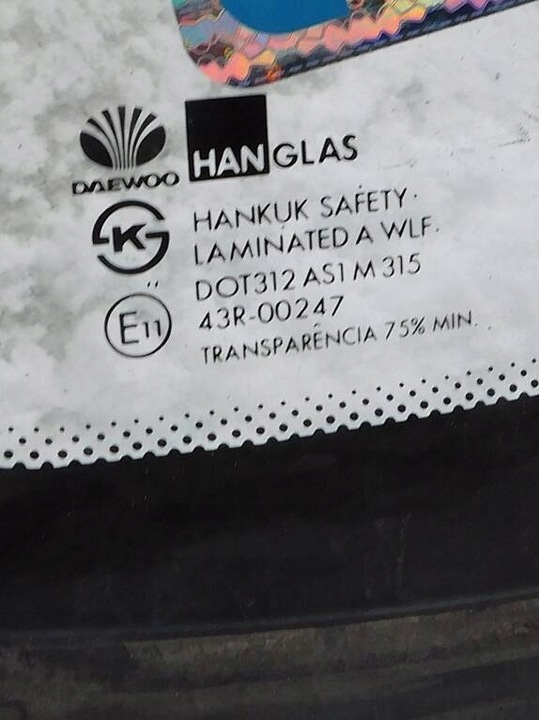 DAEWOO
HANGLAS
HANKUK SAFETY
LAMINATED A WLF.
DOT312 AS1 M 315
E11 43R-00247
TRANSPARÊNCIA 75% MIN.